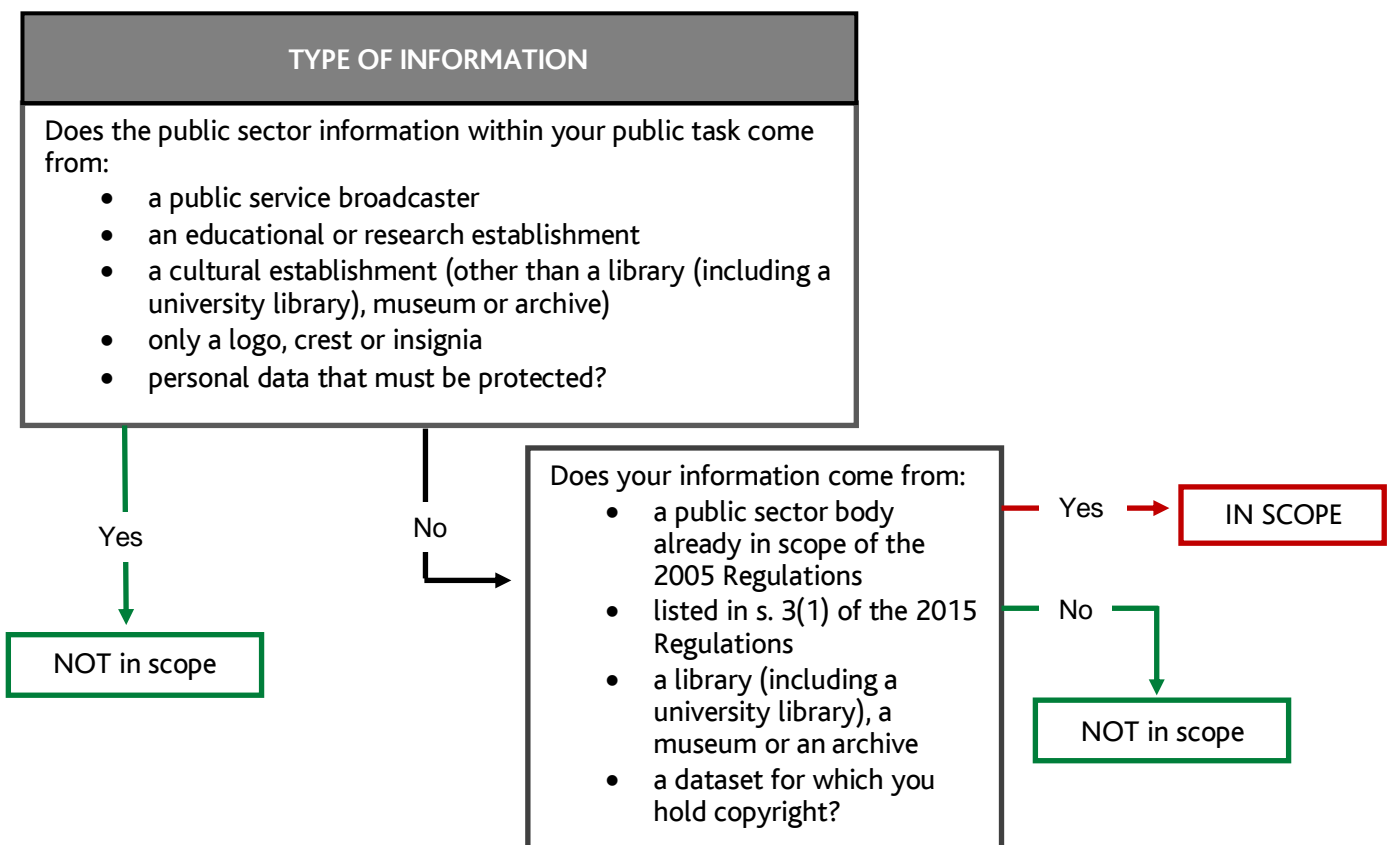 TYPE OF INFORMATION
Does the public sector information within your public task come
from:
• a public service broadcaster
• an educational or research establishment
• a cultural establishment (other than a library (including a
university library), museum or archive)
• only a logo, crest or insignia
• personal data that must be protected?
Yes
No
NOT in scope
Does your information come from:
• a public sector body
already in scope of the
2005 Regulations
• listed in s. 3(1) of the 2015
Regulations
• a library (including a
university library), a
museum or an archive
• a dataset for which you
hold copyright?
Yes
IN SCOPE
No
NOT in scope